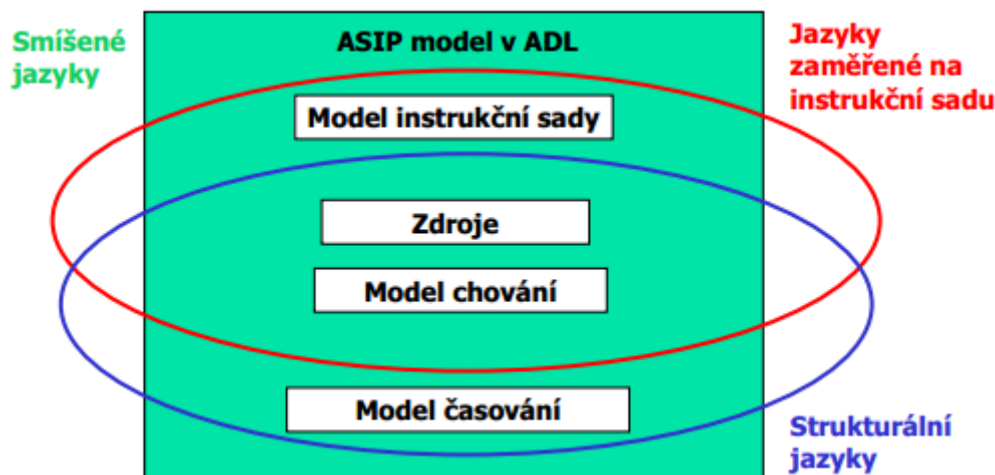 Smíšené
jazyky
ASIP model v ADL
Jazyky
zaměřené na
instrukční sadu
Model instrukční sady
Zdroje
Model chování
Model časování
Strukturální
jazyky